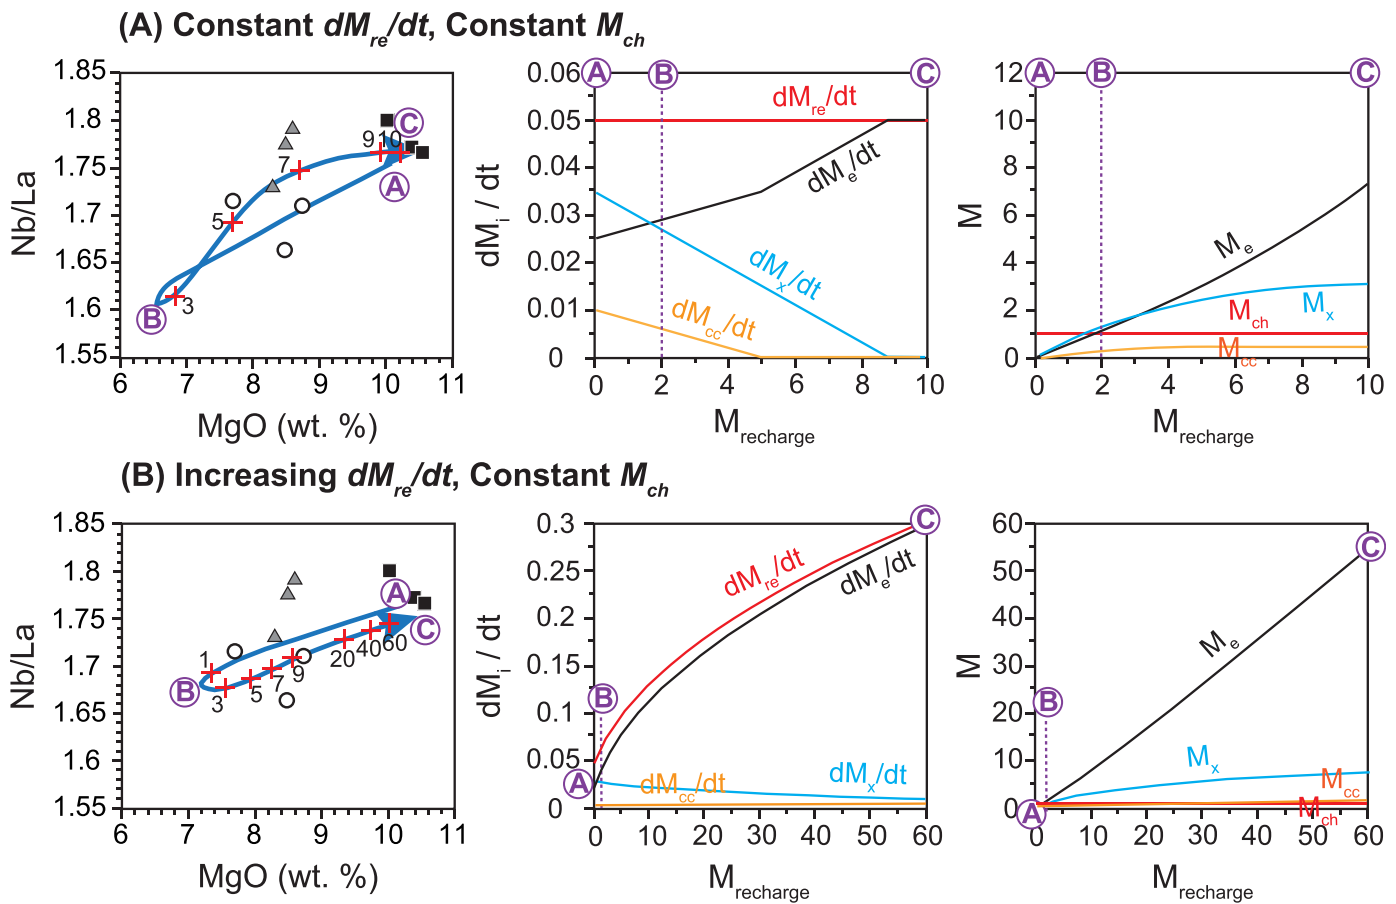 (A) Constant dMre/dt, Constant Mch
1.85
1.8
1.75
1.7
1.65
1.6
1.55
Nb/La
6 7 8 9 10 11
MgO (wt. %)
9 10
7
5
3
A
B
C
0.06
0.05
0.04
0.03
0.02
0.01
0
dMi / dt
0 2 4 6 8 10
Mrecharge
A
B
C
dMre/dt
dMe/dt
dMx/dt
dMcc/dt
12
10
8
6
4
2
0
M
0 2 4 6 8 10
Mrecharge
A
B
C
Me
Mch
Mx
Mcc
(B) Increasing dMre/dt, Constant Mch
1.85
1.8
1.75
1.7
1.65
1.6
1.55
Nb/La
6 7 8 9 10 11
MgO (wt. %)
A
B
C
1
3
5
7
9
20
40
60
0.3
0.25
0.2
0.15
0.1
0.05
0
dMi / dt
0 10 20 30 40 50 60
Mrecharge
A
B
C
dMre/dt
dMe/dt
dMcc/dt
dMx/dt
60
50
40
30
20
10
0
M
0 10 20 30 40 50 60
Mrecharge
A
B
C
Me
Mx
Mcc
Mch